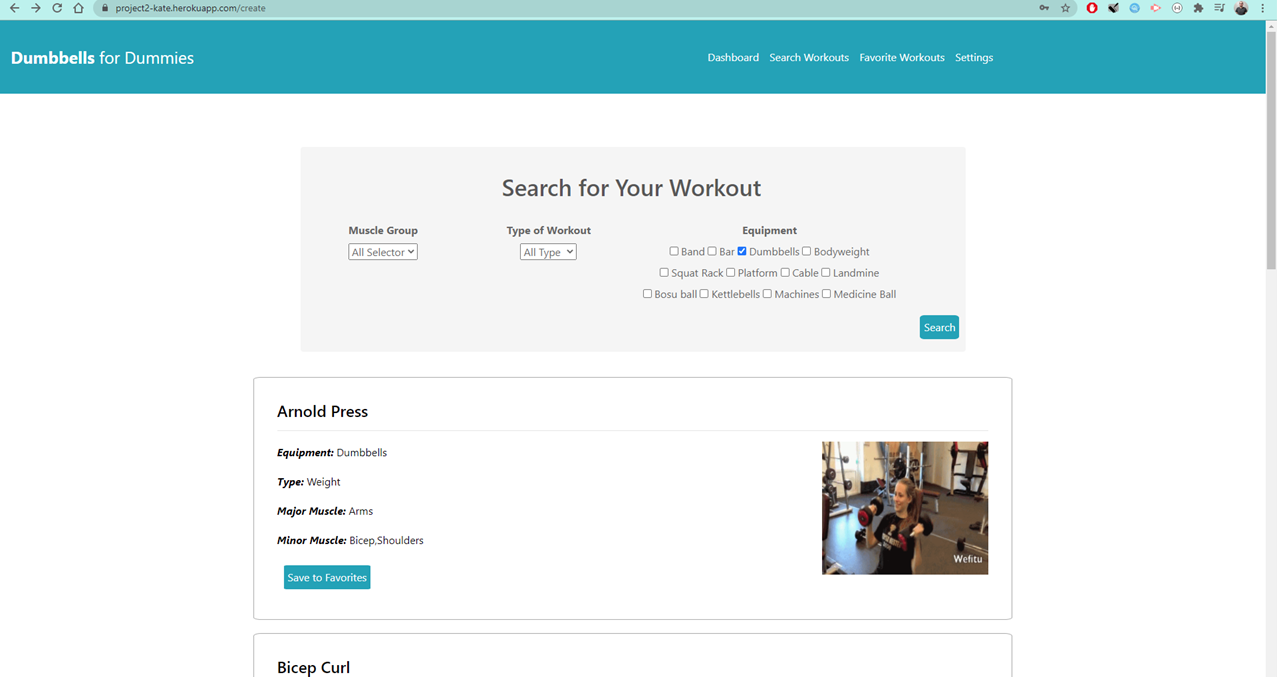 project2-kate.herokuapp.com/create
Dumbbells for Dummies
Dashboard Search Workouts Favorite Workouts Settings
Search for Your Workout
Muscle Group Type of Workout Equipment
All Selector All Type Band Bar Dumbbells Bodyweight
Squat Rack Platform Cable Landmine
Bosu ball Kettlebells Machines Medicine Ball
Search
Arnold Press
Equipment: Dumbbells
Type: Weight
Major Muscle: Arms
Minor Muscle: Bicep,Shoulders
Wefitu
Save to Favorites
Bicep Curl